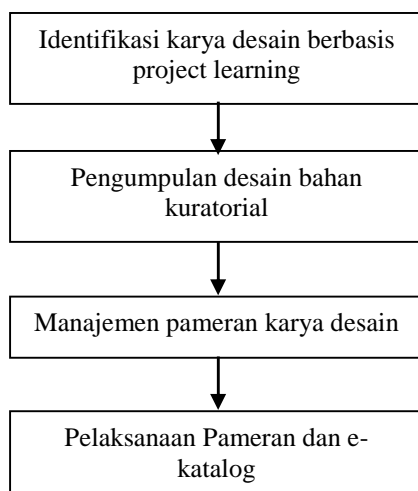 Identifikasi karya desain berbasis
project learning
Pengumpulan desain bahan
kuratorial
Manajemen pameran karya desain
Pelaksanaan Pameran dan e-
katalog